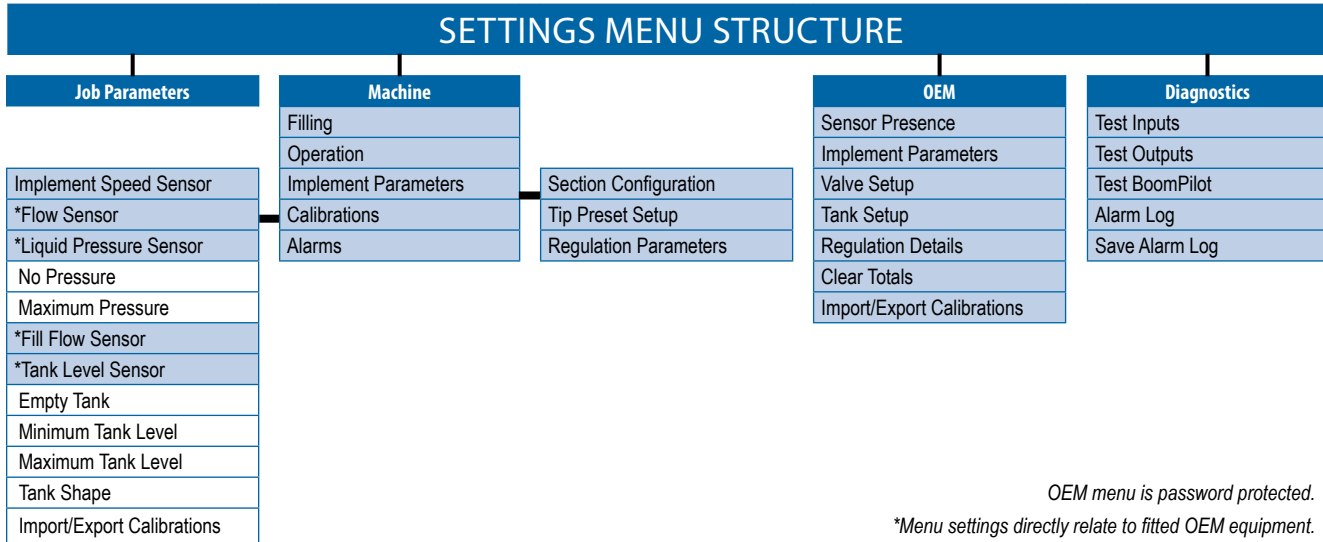 SETTINGS MENU STRUCTURE
Job Parameters
Implement Speed Sensor
*Flow Sensor
*Liquid Pressure Sensor
No Pressure
Maximum Pressure
*Fill Flow Sensor
*Tank Level Sensor
Empty Tank
Minimum Tank Level
Maximum Tank Level
Tank Shape
Import/Export Calibrations
Machine
Filling
Operation
Implement Parameters
Calibrations
Alarms
Section Configuration
Tip Preset Setup
Regulation Parameters
OEM
Sensor Presence
Implement Parameters
Valve Setup
Tank Setup
Regulation Details
Clear Totals
Import/Export Calibrations
Diagnostics
Test Inputs
Test Outputs
Test BoomPilot
Alarm Log
Save Alarm Log
OEM menu is password protected.
*Menu settings directly relate to fitted OEM equipment.